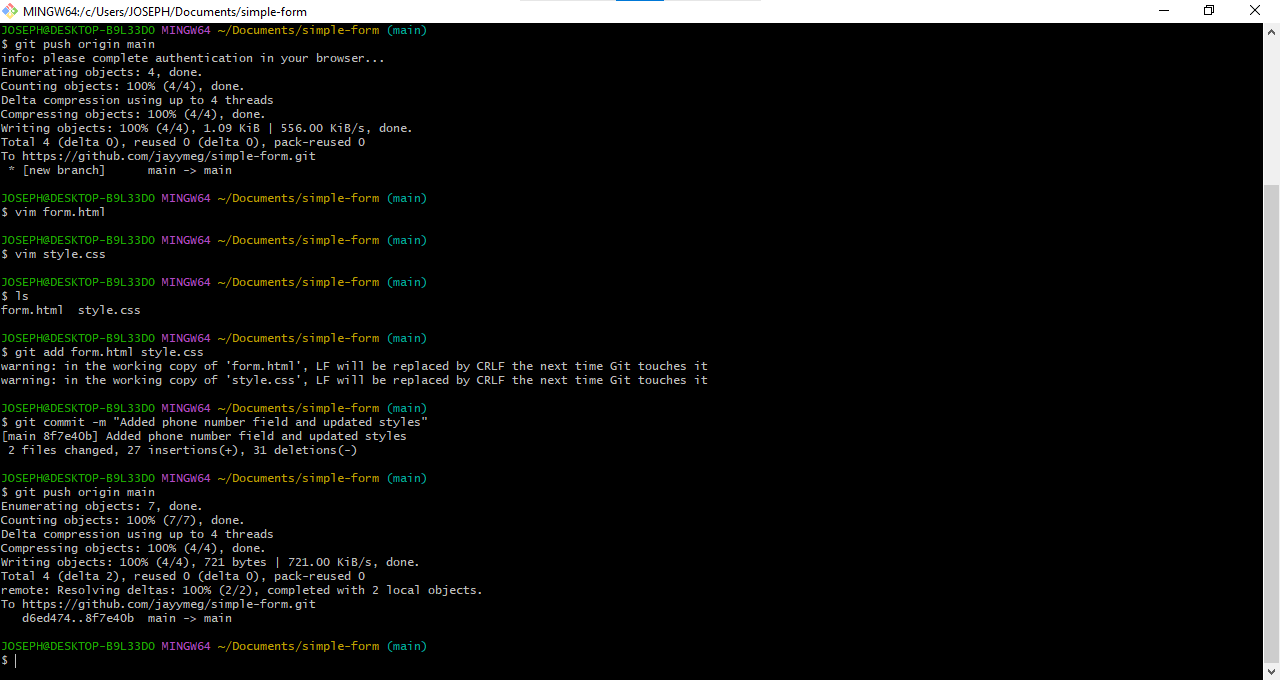 MINGW64:/c/Users/JOSEPH/Documents/simple-form
JOSEPH@DESKTOP-B9L33DO MINGW64 ~/Documents/simple-form (main)
$ git push origin main
info: please complete authentication in your browser...
Enumerating objects: 4, done.
Counting objects: 100% (4/4), done.
Delta compression using up to 4 threads
Compressing objects: 100% (4/4), done.
Writing objects: 100% (4/4), 1.09 KiB | 556.00 KiB/s, done.
Total 4 (delta 0), reused 0 (delta 0), pack-reused 0
To https://github.com/jayymeg/simple-form.git
 * [new branch]      main -> main

JOSEPH@DESKTOP-B9L33DO MINGW64 ~/Documents/simple-form (main)
$ vim form.html

JOSEPH@DESKTOP-B9L33DO MINGW64 ~/Documents/simple-form (main)
$ vim style.css

JOSEPH@DESKTOP-B9L33DO MINGW64 ~/Documents/simple-form (main)
$ ls
form.html  style.css

JOSEPH@DESKTOP-B9L33DO MINGW64 ~/Documents/simple-form (main)
$ git add form.html style.css
warning: in the working copy of 'form.html', LF will be replaced by CRLF the next time Git touches it
warning: in the working copy of 'style.css', LF will be replaced by CRLF the next time Git touches it

JOSEPH@DESKTOP-B9L33DO MINGW64 ~/Documents/simple-form (main)
$ git commit -m "Added phone number field and updated styles"
[main 8f7e40b] Added phone number field and updated styles
 2 files changed, 27 insertions(+), 31 deletions(-)

JOSEPH@DESKTOP-B9L33DO MINGW64 ~/Documents/simple-form (main)
$ git push origin main
Enumerating objects: 7, done.
Counting objects: 100% (7/7), done.
Delta compression using up to 4 threads
Compressing objects: 100% (4/4), done.
Writing objects: 100% (4/4), 721 bytes | 721.00 KiB/s, done.
Total 4 (delta 2), reused 0 (delta 0), pack-reused 0
remote: Resolving deltas: 100% (2/2), completed with 2 local objects.
To https://github.com/jayymeg/simple-form.git
   d6ed474..8f7e40b  main -> main

JOSEPH@DESKTOP-B9L33DO MINGW64 ~/Documents/simple-form (main)
$